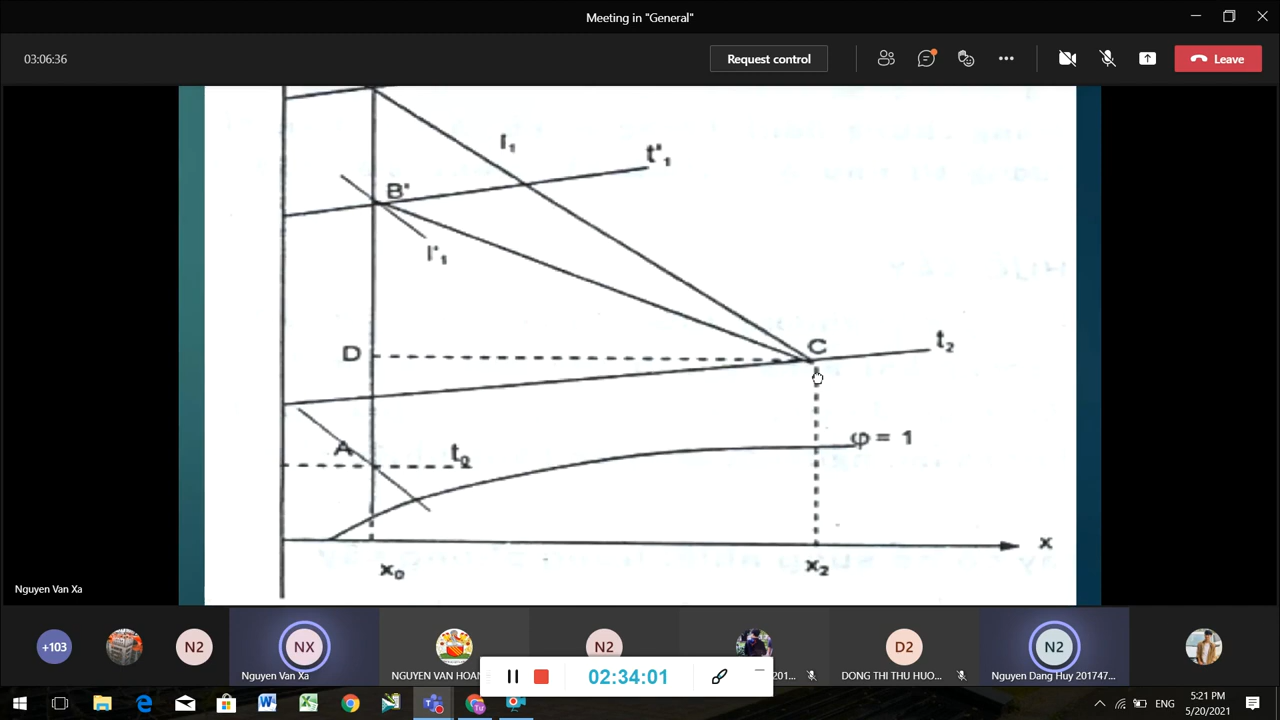 Meeting in "General"
03:06:36
Request control
Leave
I₁
t'₁
B'
I'₁
D
C
t₂
A
t₀
φ = 1
x
x₀
x₂
Nguyen Van Xa
+103
N2
NX
N2
D2
N2
Nguyen Van Xa
NGUYEN VAN HOAN...
201...
DONG THI THU HUO...
Nguyen Dang Huy 201747...
02:34:01
ENG
5:21 PM
5/20/2021